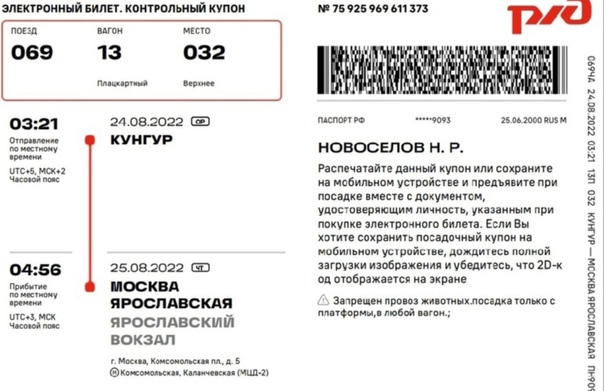 ЭЛЕКТРОННЫЙ БИЛЕТ. КОНТРОЛЬНЫЙ КУПОН
ПОЕЗД ВАГОН МЕСТО
069 13 032
Плацкартный Верхнее
03:21
Отправление
по местному
времени
UTC+5, МСК+2
Часовой пояс
24.08.2022 СР
КУНГУР
04:56
Прибытие
по местному
времени
UTC+3, МСК
Часовой пояс
25.08.2022 ЧТ
МОСКВА
ЯРОСЛАВСКАЯ
ЯРОСЛАВСКИЙ
ВОКЗАЛ
г. Москва, Комсомольская пл., д. 5
М Комсомольская, Каланчевская (МЦД-2)
№ 75 925 969 611 373
РЖД
ПАСПОРТ РФ *****9093 25.06.2000 RUS M
НОВОСЕЛОВ Н. Р.
Распечатайте данный купон или сохраните
на мобильном устройстве и предъявите при
посадке вместе с документом,
удостоверяющим личность, указанным при
покупке электронного билета. Если Вы
хотите сохранить посадочный купон на
мобильном устройстве, дождитесь полной
загрузки изображения и убедитесь, что 2D-к
од отображается на экране
Запрещен провоз животных.посадка только с
платформы,в любой вагон.;
069ЧА 24.08.2022 03:21 13П 032 КУНГУР — МОСКВА ЯРОСЛАВСКАЯ ПН909